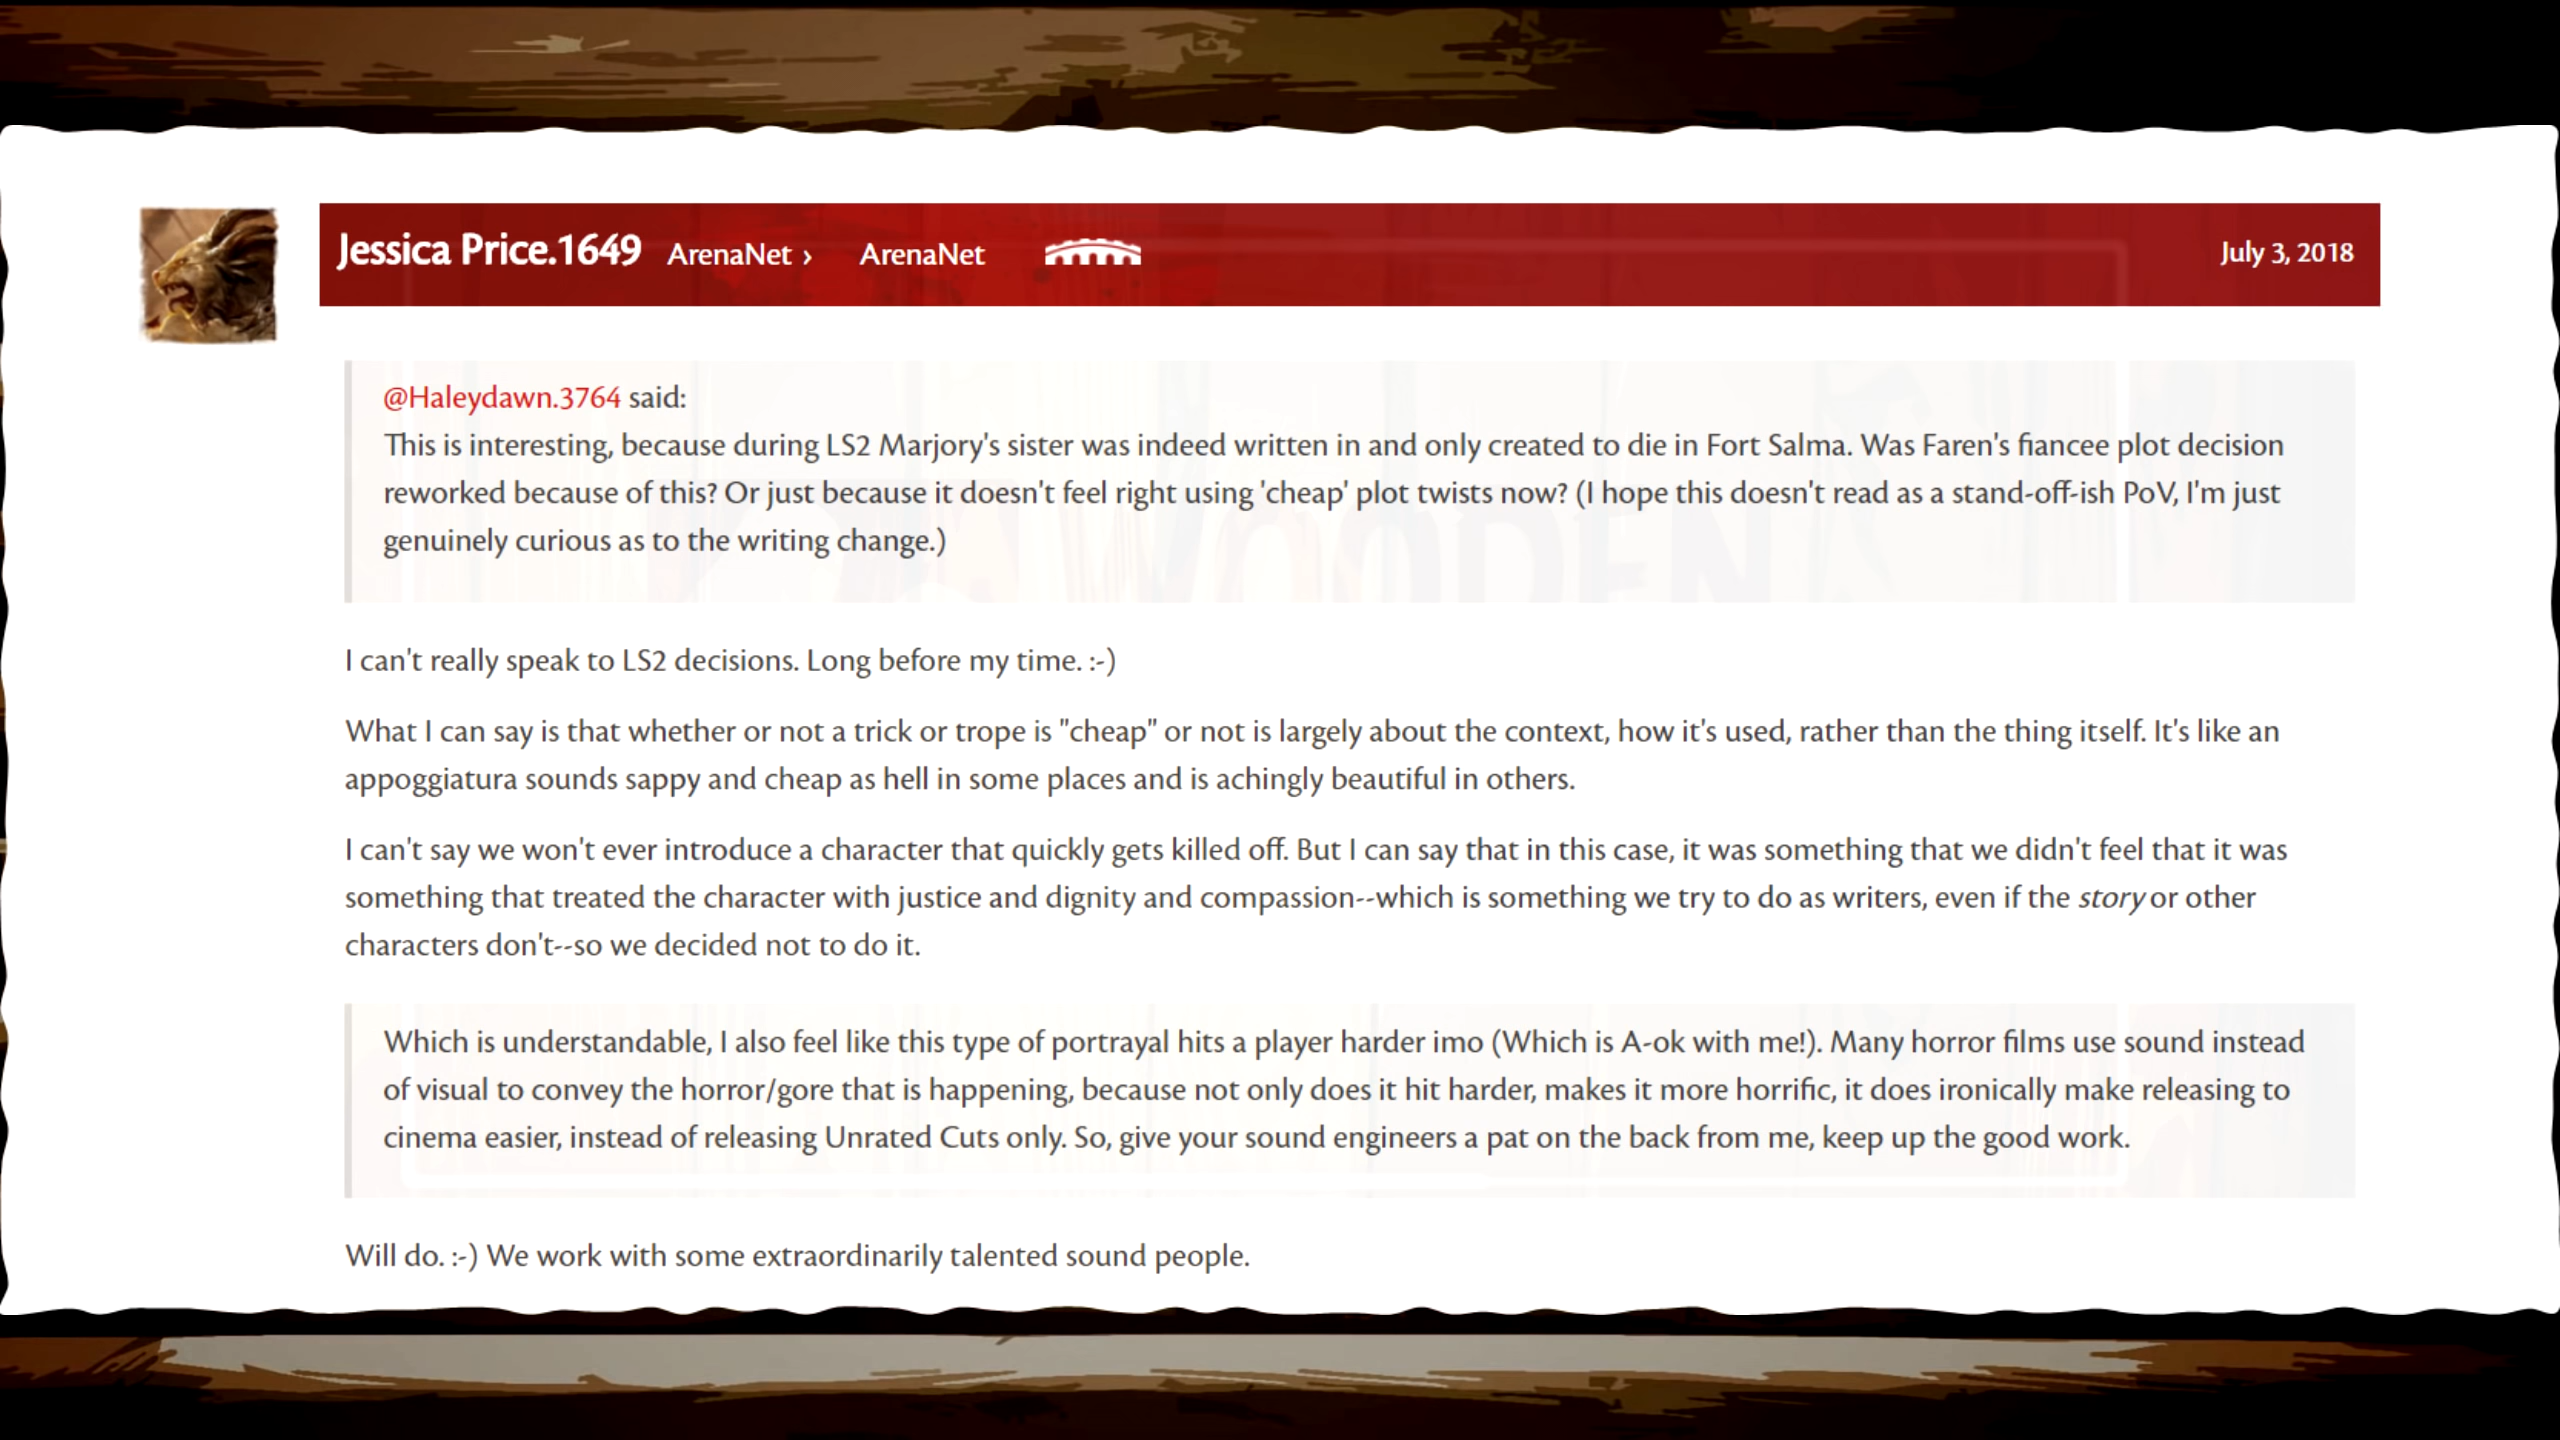 Jessica Price.1649 ArenaNet › ArenaNet July 3, 2018
@Haleydawn.3764 said:
This is interesting, because during LS2 Marjory's sister was indeed written in and only created to die in Fort Salma. Was Faren's fiancee plot decision
reworked because of this? Or just because it doesn't feel right using 'cheap' plot twists now? (I hope this doesn't read as a stand-off-ish PoV, I'm just
genuinely curious as to the writing change.)
I can't really speak to LS2 decisions. Long before my time. :-)
What I can say is that whether or not a trick or trope is "cheap" or not is largely about the context, how it's used, rather than the thing itself. It's like an
appoggiatura sounds sappy and cheap as hell in some places and is achingly beautiful in others.
I can't say we won't ever introduce a character that quickly gets killed off. But I can say that in this case, it was something that we didn't feel that it was
something that treated the character with justice and dignity and compassion--which is something we try to do as writers, even if the story or other
characters don't--so we decided not to do it.
Which is understandable, I also feel like this type of portrayal hits a player harder imo (Which is A-ok with me!). Many horror films use sound instead
of visual to convey the horror/gore that is happening, because not only does it hit harder, makes it more horrific, it does ironically make releasing to
cinema easier, instead of releasing Unrated Cuts only. So, give your sound engineers a pat on the back from me, keep up the good work.
Will do. :-) We work with some extraordinarily talented sound people.